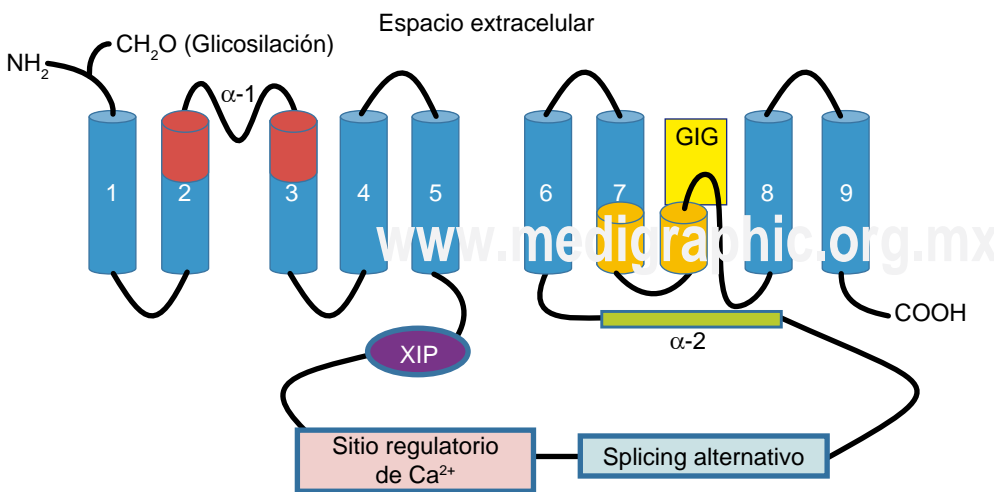 Espacio extracelular
CH₂O (Glicosilación)
NH₂
α-1
GIG
1 2 3 4 5 6 7 8 9
www.medigraphic.org.mx
COOH
α-2
XIP
Sitio regulatorio
de Ca²⁺
Splicing alternativo